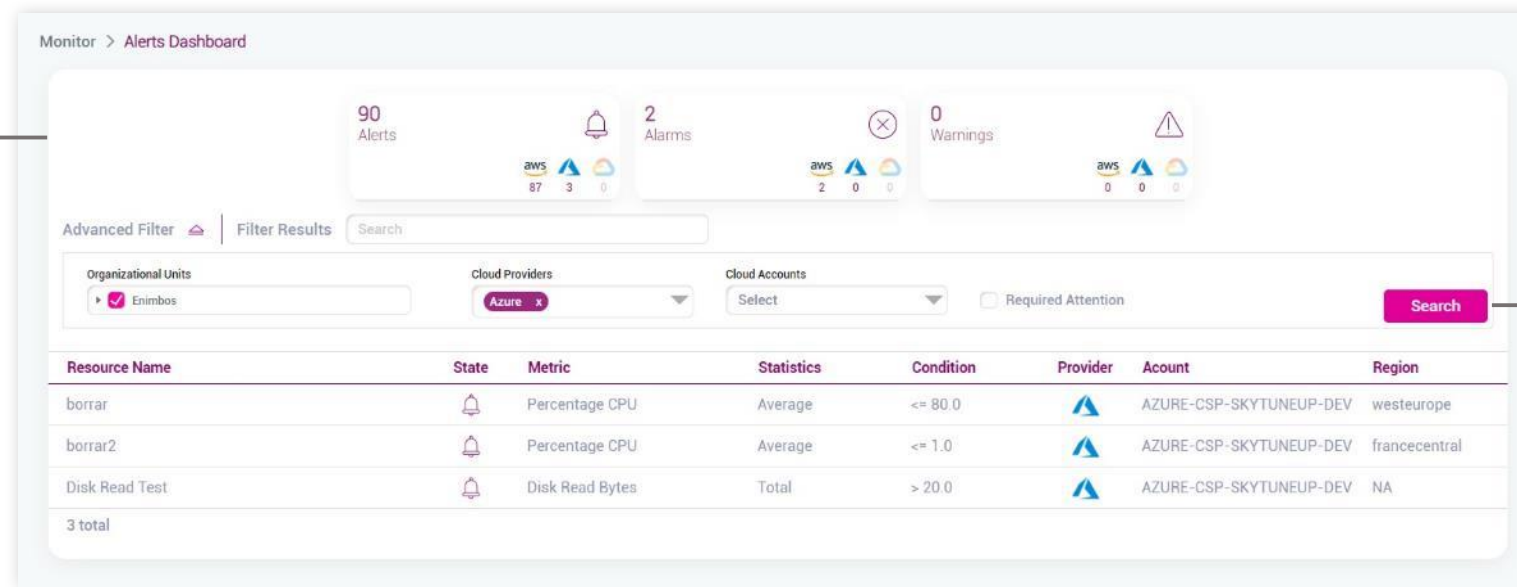 Monitor > Alerts Dashboard
90
Alerts
aws
87 3 0
2
Alarms
aws
2 0 0
0
Warnings
aws
0 0 0
Advanced Filter Filter Results Search
Organizational Units Cloud Providers Cloud Accounts
Enimbos Azure x Select Required Attention Search
Resource Name State Metric Statistics Condition Provider Acount Region
borrar Percentage CPU Average <= 80.0 AZURE-CSP-SKYTUNEUP-DEV westeurope
borrar2 Percentage CPU Average <= 1.0 AZURE-CSP-SKYTUNEUP-DEV francecentral
Disk Read Test Disk Read Bytes Total > 20.0 AZURE-CSP-SKYTUNEUP-DEV NA
3 total